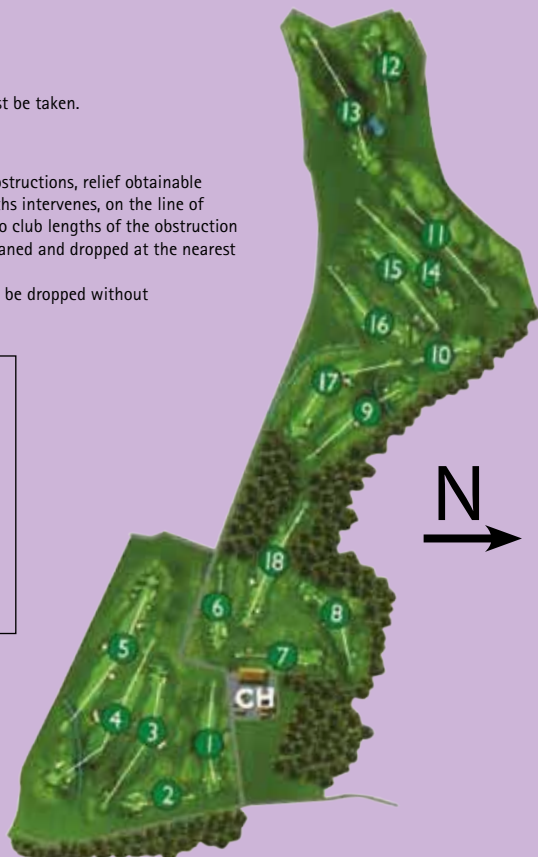 st be taken.
structions, relief obtainable
ths intervenes, on the line of
o club lengths of the obstruction
aned and dropped at the nearest
be dropped without
12
13
11
15
14
16
10
17
9
N
18
6
8
5
7
CH
4
3
1
2